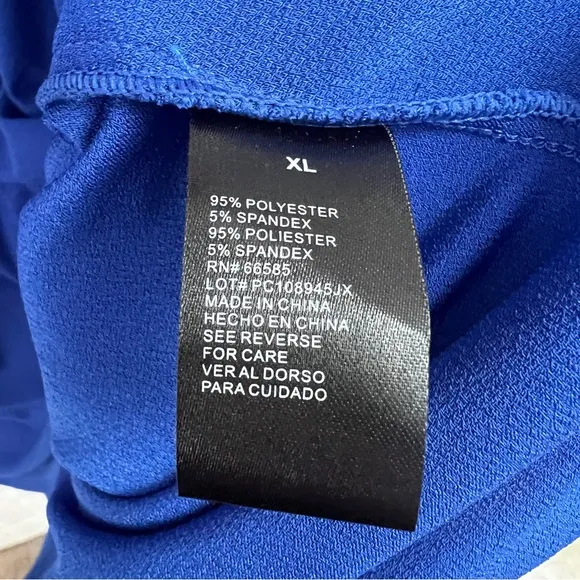 XL
95% POLYESTER
5% SPANDEX
95% POLIESTER
5% SPANDEX
RN# 66585
LOT# PC108945JX
MADE IN CHINA
HECHO EN CHINA
SEE REVERSE
FOR CARE
VER AL DORSO
PARA CUIDADO